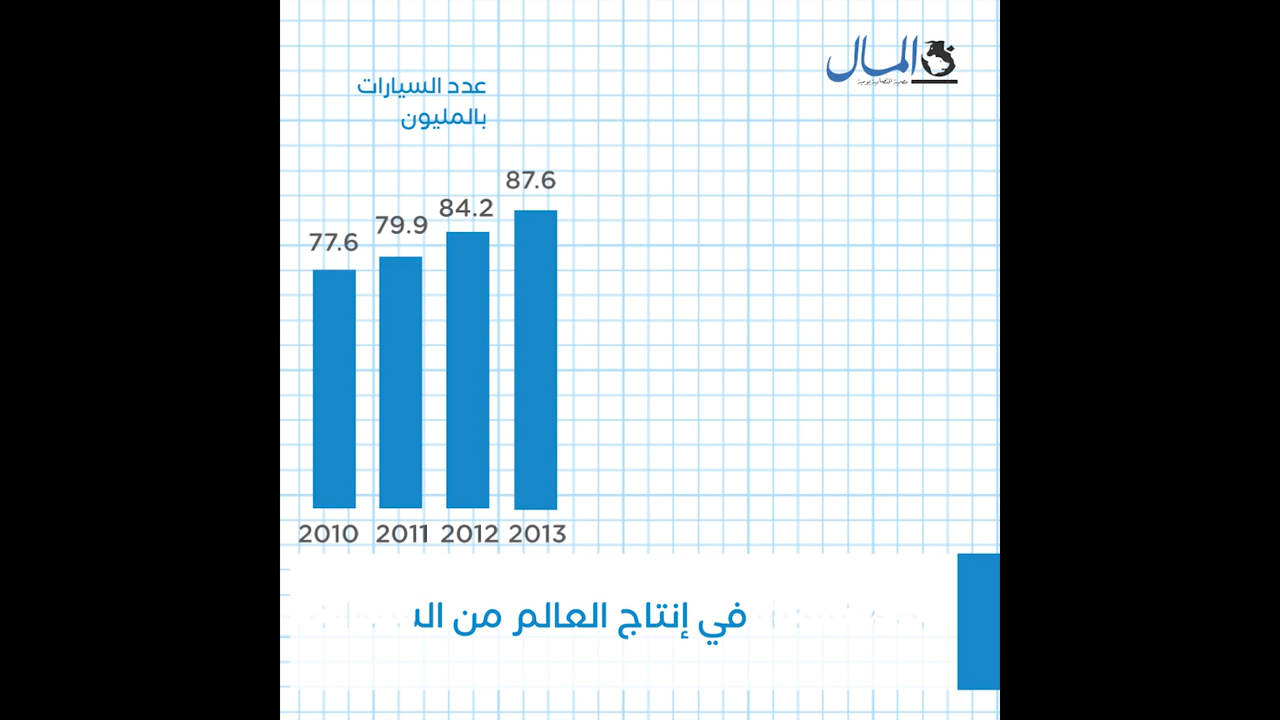 المال
عدد السيارات
بالمليون
87.6
84.2
79.9
77.6
2010 2011 2012 2013
في إنتاج العالم من